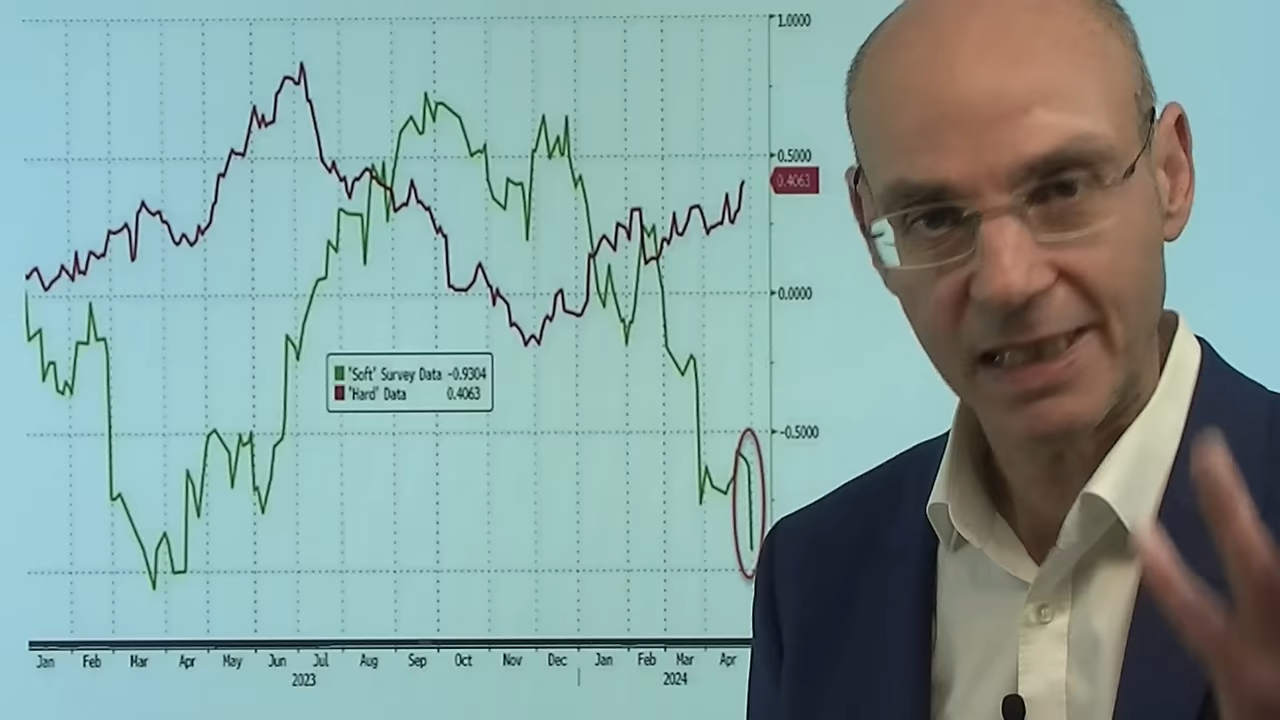 1.0000
0.5000
0.4063
0.0000
'Soft' Survey Data -0.9304
'Hard' Data 0.4063
-0.5000
Jan Feb Mar Apr May Jun Jul Aug Sep Oct Nov Dec Jan Feb Mar Apr
2023 2024